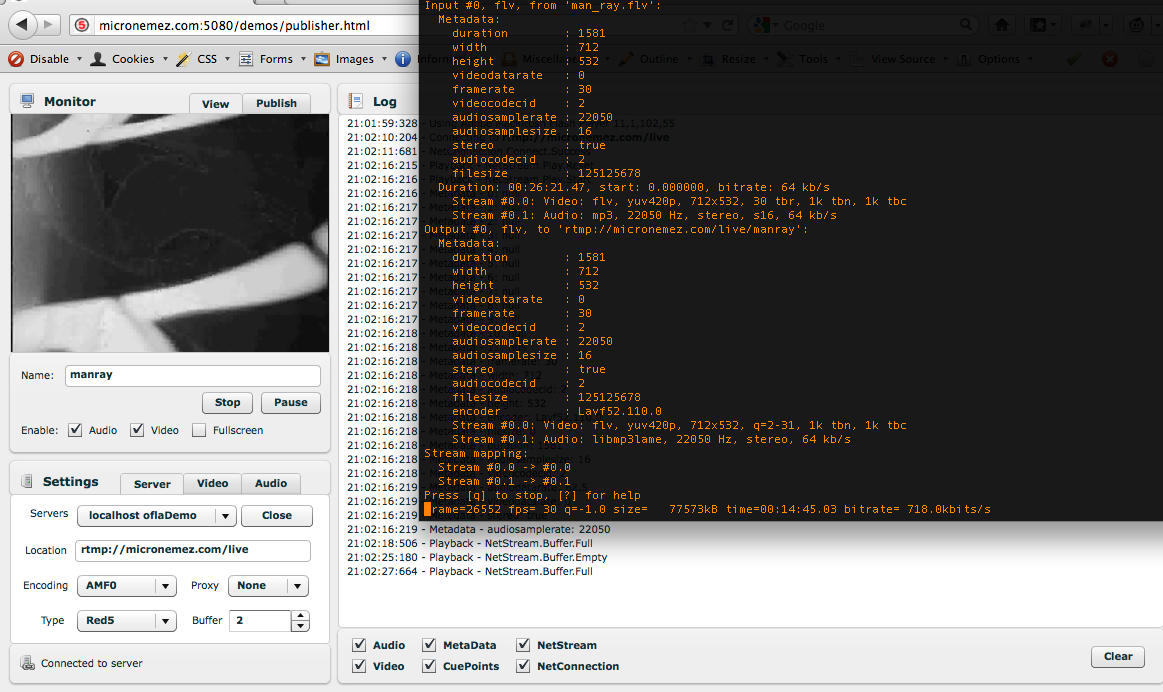 micronemez.com:5080/demos/publisher.html
Google
Disable Cookies CSS Forms Images Outline Resize Tools View Source Options
Monitor
View Publish
Name: manray
Stop Pause
Enable: Audio Video Fullscreen
Settings
Server Video Audio
Servers localhost oflaDemo Close
Location rtmp://micronemez.com/live
Encoding AMF0 Proxy None
Type Red5 Buffer 2
Connected to server
Log
21:01:59:328
21:02:10:204
21:02:11:681
21:02:16:215
21:02:16:216
21:02:16:216
21:02:16:217
21:02:16:217
21:02:16:217
21:02:16:217
21:02:16:217
21:02:16:217
21:02:16:217
21:02:16:218
21:02:16:218
21:02:16:218
21:02:16:218
21:02:16:218
21:02:16:218
21:02:16:218
21:02:16:218
21:02:16:218
21:02:16:218
21:02:16:219
21:02:16:219
21:02:16:219
21:02:16:219
21:02:16:219
21:02:16:219
21:02:16:219 - Metadata - audiosamplerate: 22050
21:02:18:506 - Playback - NetStream.Buffer.Full
21:02:25:180 - Playback - NetStream.Buffer.Empty
21:02:27:664 - Playback - NetStream.Buffer.Full
Audio MetaData NetStream
Video CuePoints NetConnection
Clear
Input #0, flv, from 'man_ray.flv':
Metadata:
duration : 1581
width : 712
height : 532
videodatarate : 0
framerate : 30
videocodecid : 2
audiosamplerate : 22050
audiosamplesize : 16
stereo : true
audiocodecid : 2
filesize : 125125678
Duration: 00:26:21.47, start: 0.000000, bitrate: 64 kb/s
Stream #0.0: Video: flv, yuv420p, 712x532, 30 tbr, 1k tbn, 1k tbc
Stream #0.1: Audio: mp3, 22050 Hz, stereo, s16, 64 kb/s
Output #0, flv, to 'rtmp://micronemez.com/live/manray':
Metadata:
duration : 1581
width : 712
height : 532
videodatarate : 0
framerate : 30
videocodecid : 2
audiosamplerate : 22050
audiosamplesize : 16
stereo : true
audiocodecid : 2
filesize : 125125678
encoder : Lavf52.110.0
Stream #0.0: Video: flv, yuv420p, 712x532, q=2-31, 1k tbn, 1k tbc
Stream #0.1: Audio: libmp3lame, 22050 Hz, stereo, 64 kb/s
Stream mapping:
Stream #0.0 -> #0.0
Stream #0.1 -> #0.1
Press [q] to stop, [?] for help
rame=26552 fps= 30 q=-1.0 size= 77573kB time=00:14:45.03 bitrate= 718.0kbits/s